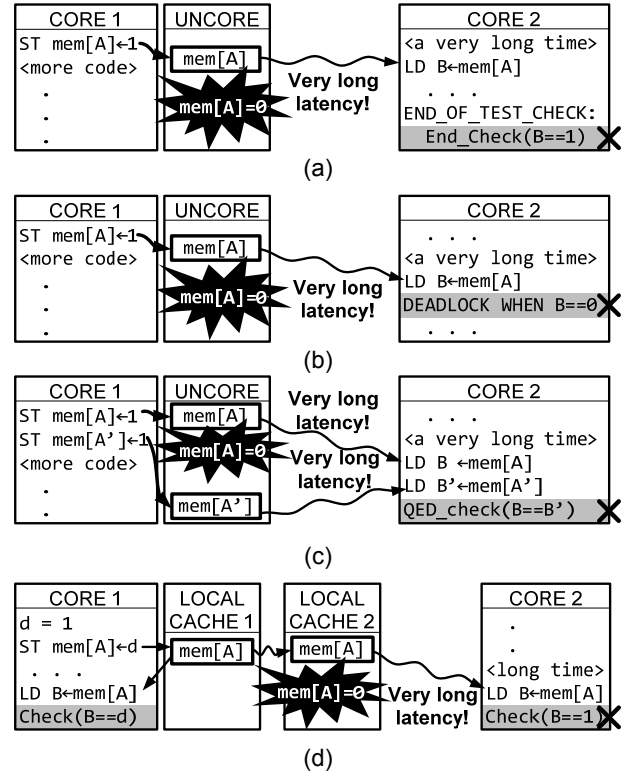 CORE 1
ST mem[A]←1
<more code>
.
.
.
UNCORE
mem[A]
mem[A]=0
Very long
latency!
CORE 2
<a very long time>
LD B←mem[A]
. . .
END_OF_TEST_CHECK:
End_Check(B==1)
(a)
CORE 1
ST mem[A]←1
<more code>
.
.
.
UNCORE
mem[A]
mem[A]=0
Very long
latency!
CORE 2
. . .
<a very long time>
LD B←mem[A]
DEADLOCK WHEN B==0
. . .
(b)
CORE 1
ST mem[A]←1
ST mem[A’]←1
<more code>
.
.
UNCORE
mem[A]
mem[A]=0
mem[A’]
Very long
latency!
Very long
latency!
CORE 2
. . .
<a very long time>
LD B ←mem[A]
LD B’←mem[A’]
QED_check(B==B’)
(c)
CORE 1
d = 1
ST mem[A]←d
. . .
LD B←mem[A]
Check(B==d)
LOCAL
CACHE 1
mem[A]
LOCAL
CACHE 2
mem[A]
mem[A]=0
Very long
latency!
CORE 2
.
.
<long time>
LD B←mem[A]
Check(B==1)
(d)